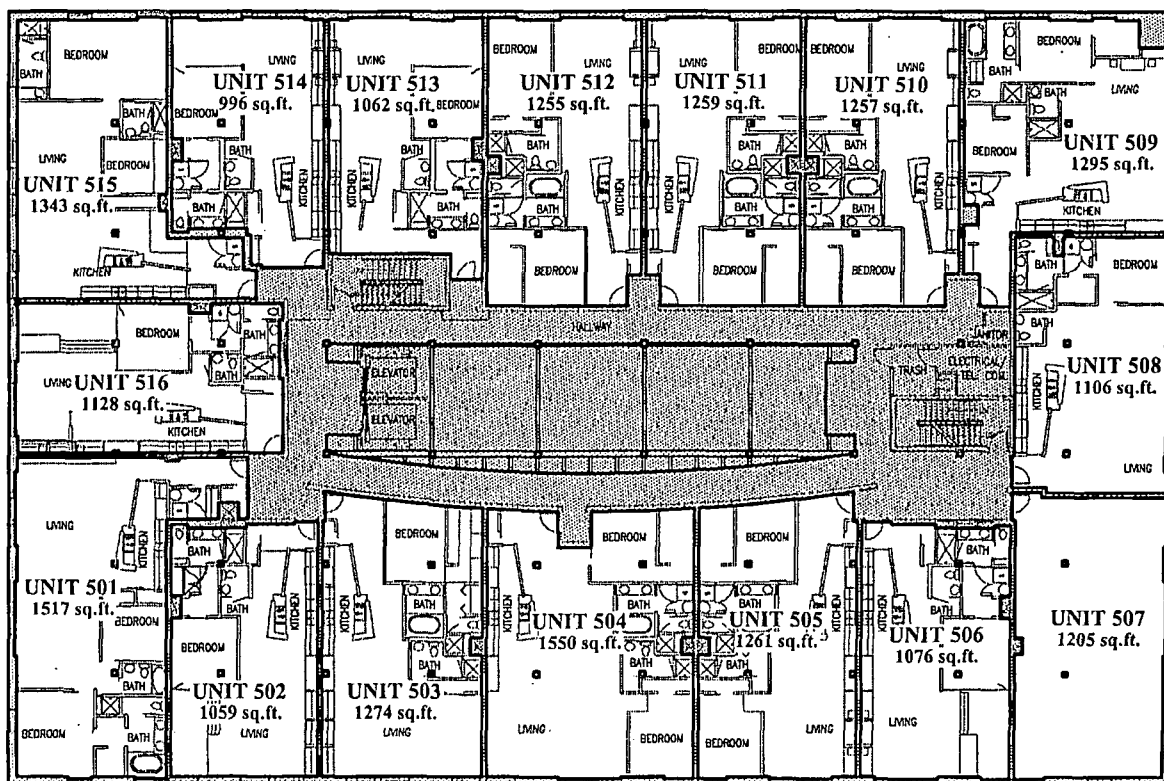 BEDROOM
BATH
BATH
BEDROOM
LIVING
UNIT 515
1343 sq.ft.
KITCHEN
LIVING
UNIT 514
996 sq.ft.
BEDROOM
BATH
BATH
KITCHEN
LIVING
UNIT 513
1062 sq.ft.
BEDROOM
BATH
BATH
KITCHEN
BEDROOM
LIVING
UNIT 512
1255 sq.ft.
BATH
BATH
KITCHEN
BEDROOM
LIVING
BEDROOM
UNIT 511
1259 sq.ft.
BATH
BATH
KITCHEN
BEDROOM
BEDROOM
LIVING
UNIT 510
1257 sq.ft.
BATH
BATH
KITCHEN
BEDROOM
BEDROOM
BATH
LIVING
BATH
UNIT 509
1295 sq.ft.
BEDROOM
KITCHEN
BATH
BEDROOM
BATH
UNIT 508
1106 sq.ft.
KITCHEN
LIVING
HALLWAY
JANITOR
TRASH
ELECTRICAL/
TEL. COM.
ELEVATOR
ELEVATOR
BEDROOM
BATH
BATH
LIVING
UNIT 516
1128 sq.ft.
KITCHEN
LIVING
KITCHEN
UNIT 501
1517 sq.ft.
BEDROOM
BATH
BEDROOM
BATH
BATH
BATH
KITCHEN
BEDROOM
UNIT 502
1059 sq.ft.
LIVING
BEDROOM
KITCHEN
BATH
BATH
UNIT 503
1274 sq.ft.
LIVING
BEDROOM
BEDROOM
KITCHEN
BATH
UNIT 504
1550 sq.ft.
BATH
LIVING
BEDROOM
BEDROOM
BATH
KITCHEN
UNIT 505
1261 sq.ft.
BATH
BEDROOM
LIVING
BATH
KITCHEN
BATH
UNIT 506
1076 sq.ft.
LIVING
BEDROOM
UNIT 507
1205 sq.ft.